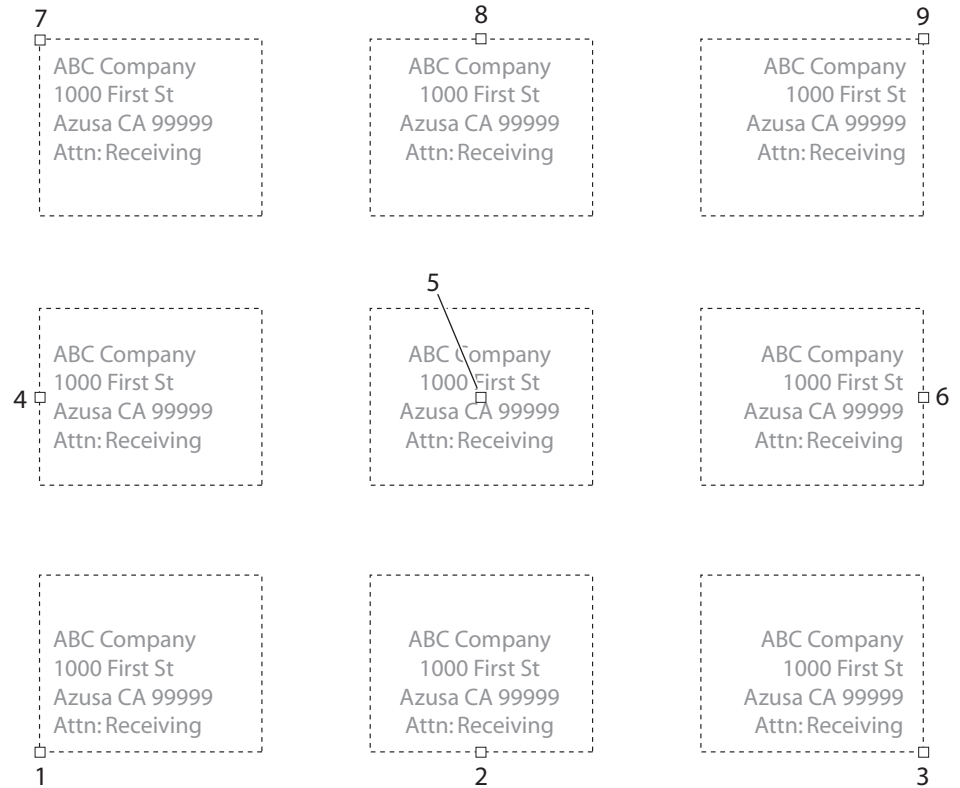 7
8
9
ABC Company
1000 First St
Azusa CA 99999
Attn: Receiving
ABC Company
1000 First St
Azusa CA 99999
Attn: Receiving
ABC Company
1000 First St
Azusa CA 99999
Attn: Receiving
5
4
ABC Company
1000 First St
Azusa CA 99999
Attn: Receiving
ABC Company
1000 First St
Azusa CA 99999
Attn: Receiving
ABC Company
1000 First St
Azusa CA 99999
Attn: Receiving
6
ABC Company
1000 First St
Azusa CA 99999
Attn: Receiving
ABC Company
1000 First St
Azusa CA 99999
Attn: Receiving
ABC Company
1000 First St
Azusa CA 99999
Attn: Receiving
1
2
3